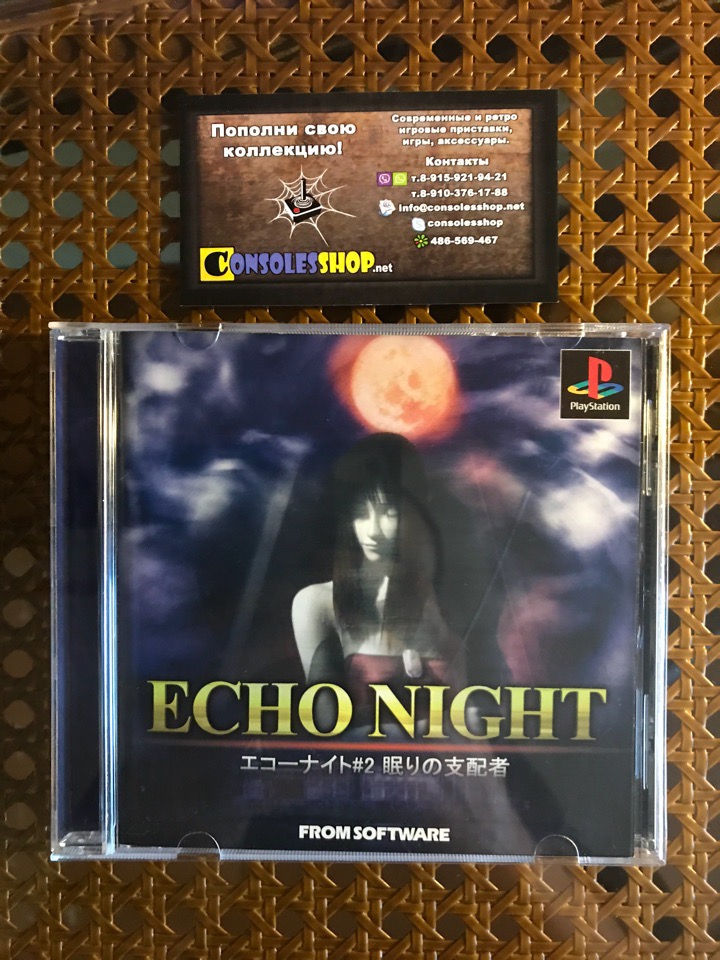 Пополни свою
коллекцию!
Современные и ретро
игровые приставки,
игры, аксессуары.
Контакты
т.8-915-921-94-21
т.8-910-376-17-88
info@consolesshop.net
consolesshop
486-569-467
CONSOLESSHOP.net
PlayStation
ECHO NIGHT
エコーナイト#2 眠りの支配者
FROMSOFTWARE